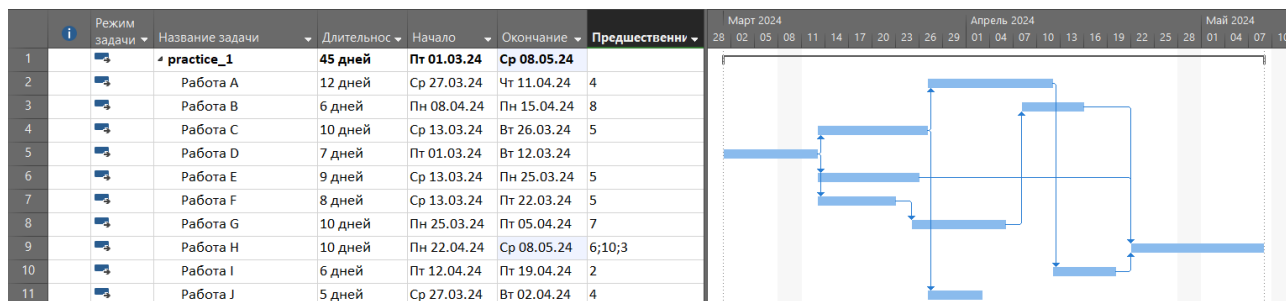 Март 2024 Апрель 2024 Май 2024
Режим задачи Название задачи Длительнос Начало Окончание Предшественни 28 02 05 08 11 14 17 20 23 26 29 01 04 07 10 13 16 19 22 25 28 01 04 07 10
1 practice_1 45 дней Пт 01.03.24 Ср 08.05.24
2 Работа A 12 дней Ср 27.03.24 Чт 11.04.24 4
3 Работа B 6 дней Пн 08.04.24 Пн 15.04.24 8
4 Работа C 10 дней Ср 13.03.24 Вт 26.03.24 5
5 Работа D 7 дней Пт 01.03.24 Вт 12.03.24
6 Работа E 9 дней Ср 13.03.24 Пн 25.03.24 5
7 Работа F 8 дней Ср 13.03.24 Пт 22.03.24 5
8 Работа G 10 дней Пн 25.03.24 Пт 05.04.24 7
9 Работа H 10 дней Пн 22.04.24 Ср 08.05.24 6;10;3
10 Работа I 6 дней Пт 12.04.24 Пт 19.04.24 2
11 Работа J 5 дней Ср 27.03.24 Вт 02.04.24 4